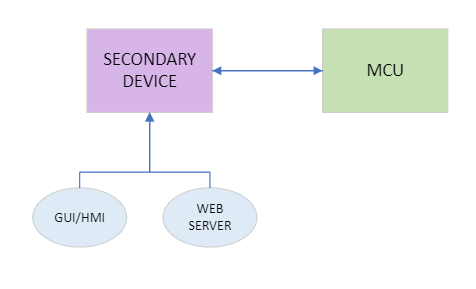 SECONDARY
DEVICE
MCU
GUI/HMI
WEB
SERVER